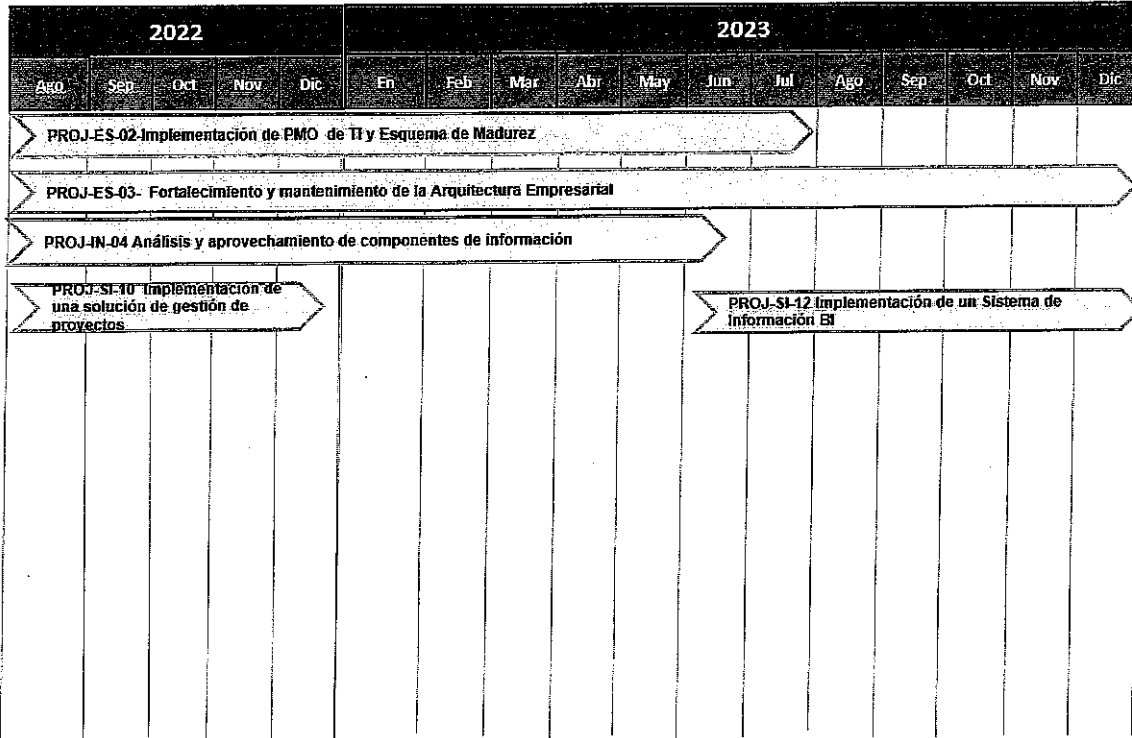 2022 2023
Ago Sep Oct Nov Dic En Feb Mar Abr May Jun Jul Ago Sep Oct Nov Dic
PROJ-ES-02-Implementación de PMO de TI y Esquema de Madurez
PROJ-ES-03- Fortalecimiento y mantenimiento de la Arquitectura Empresarial
PROJ-IN-04 Análisis y aprovechamiento de componentes de información
PROJ-SI-10 Implementación de
una solución de gestión de
proyectos
PROJ-SI-12 Implementación de un Sistema de
Información BI